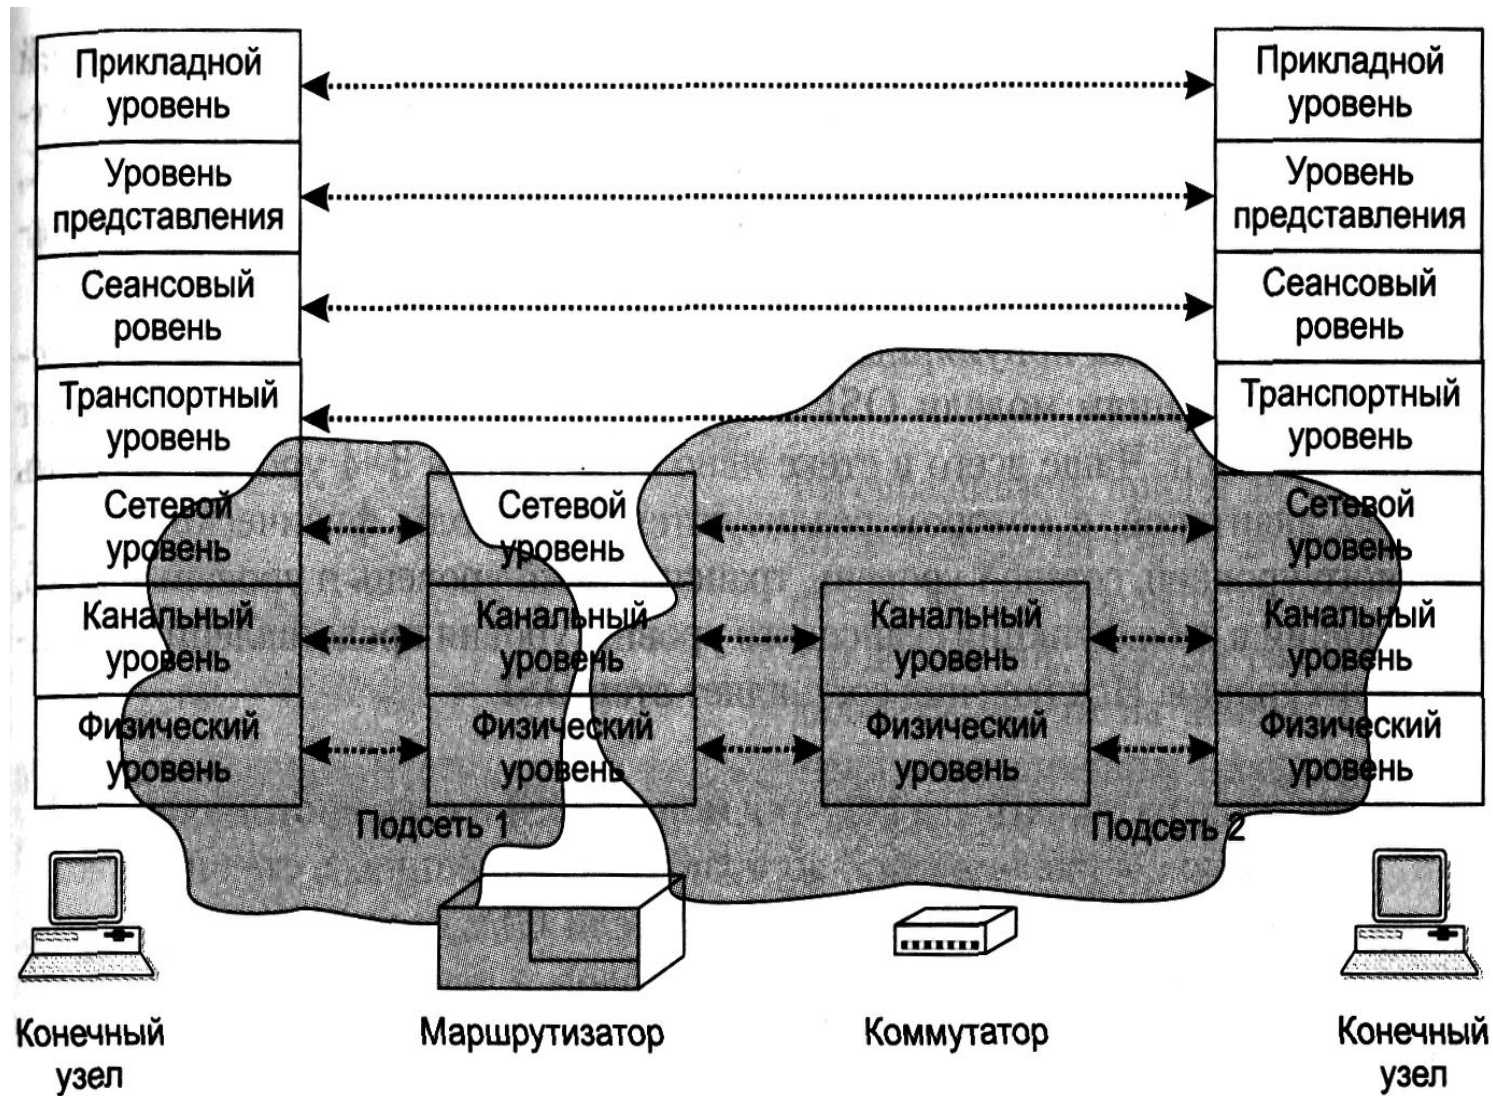 Прикладной
уровень
Прикладной
уровень
Уровень
представления
Уровень
представления
Сеансовый
ровень
Сеансовый
ровень
Транспортный
уровень
Транспортный
уровень
Сетевой
уровень
Сетевой
уровень
Сетевой
уровень
Канальный
уровень
Канальный
уровень
Канальный
уровень
Канальный
уровень
Физический
уровень
Физический
уровень
Физический
уровень
Физический
уровень
Подсеть 1
Подсеть 2
Конечный
узел
Маршрутизатор
Коммутатор
Конечный
узел